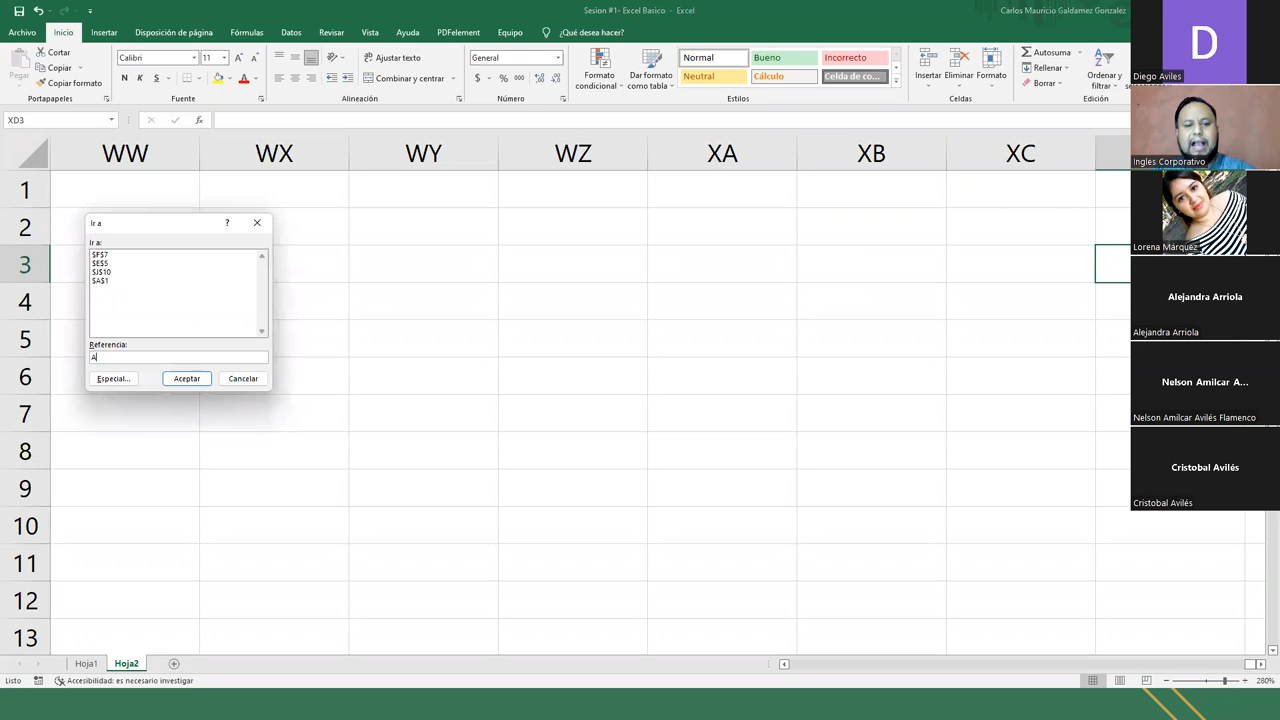 Sesion #1- Excel Basico - Excel
Carlos Mauricio Galdamez Gonzalez
Archivo Inicio Insertar Disposición de página Fórmulas Datos Revisar Vista Ayuda PDFelement Equipo ¿Qué desea hacer?
Pegar
Cortar
Copiar
Copiar formato
Portapapeles
Calibri 11
N K S
Fuente
Ajustar texto
Combinar y centrar
Alineación
General
$ % 000
Número
Formato condicional
Dar formato como tabla
Normal Bueno Incorrecto
Neutral Cálculo Celda de co...
Estilos
Insertar Eliminar Formato
Celdas
Autosuma
Rellenar
Borrar
Ordenar y
Edición
XD3
fx
WW WX WY WZ XA XB XC
1
2
3
4
5
6
7
8
9
10
11
12
13
Ir a
?
Ir a:
$F$7
$E$5
$J$10
$A$1
Referencia:
A
Especial... Aceptar Cancelar
Hoja1 Hoja2
Listo
Accesibilidad: es necesario investigar
280%
D
Diego Aviles
Ingles Corporativo
Lorena Márquez
Alejandra Arriola
Alejandra Arriola
Nelson Amilcar A...
Nelson Amilcar Avilés Flamenco
Cristobal Avilés
Cristobal Avilés